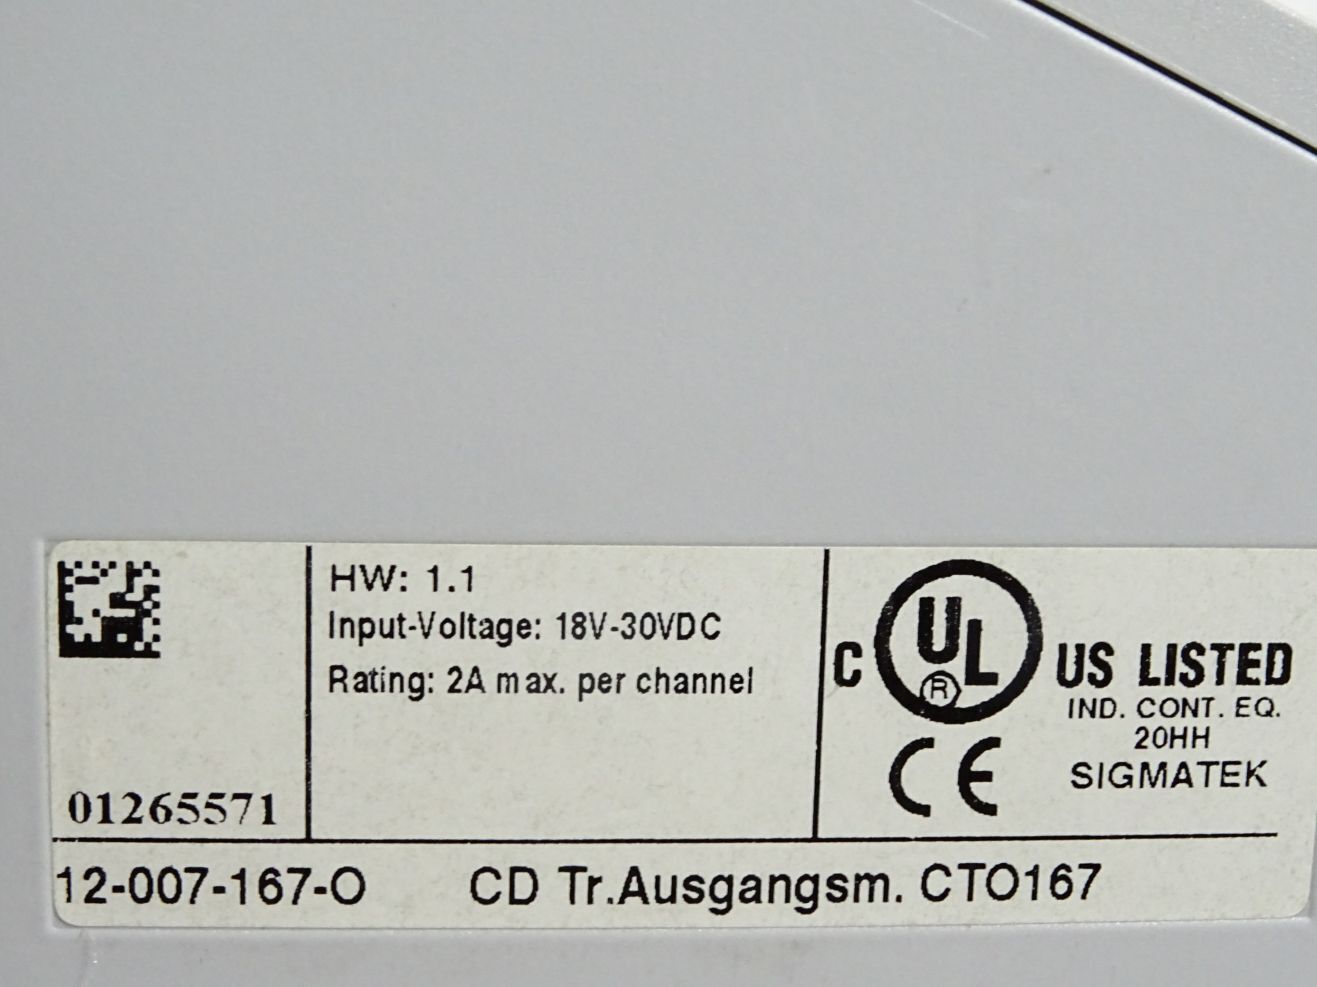 HW: 1.1
Input-Voltage: 18V-30VDC
Rating: 2A max. per channel
01265571
C UL ® US LISTED
IND. CONT. EQ.
20HH
CE SIGMATEK
12-007-167-O CD Tr.Ausgangsm. CTO167